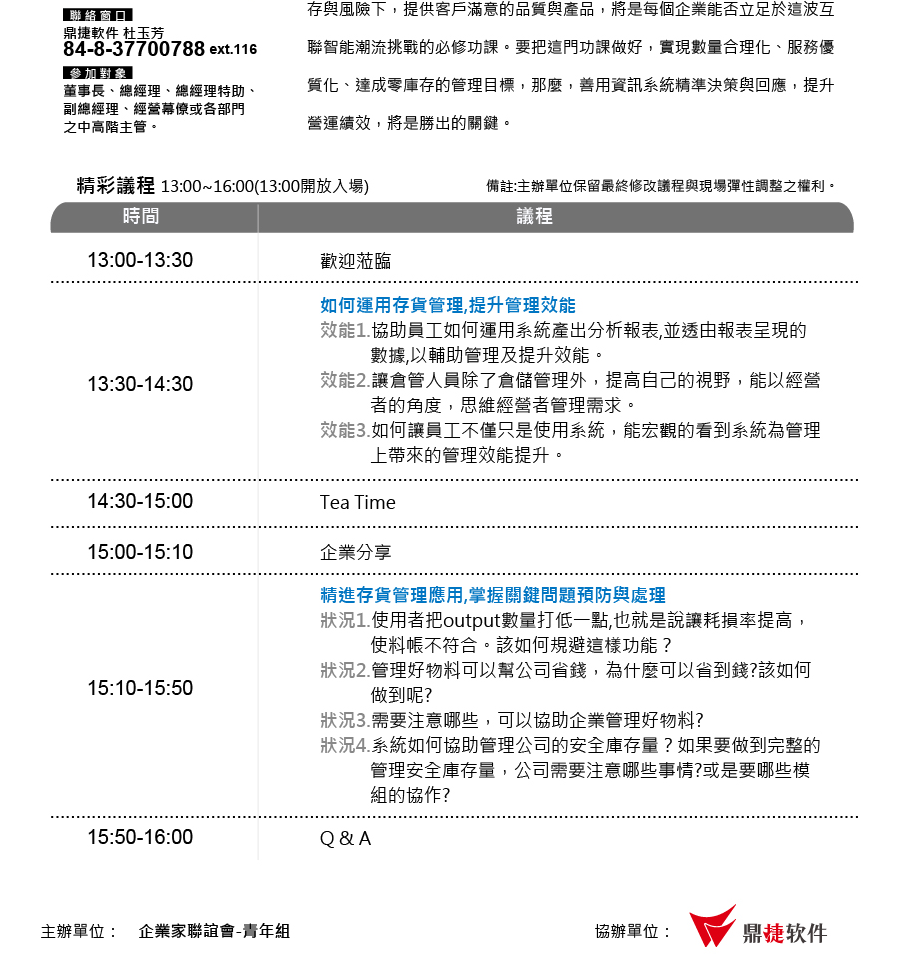 聯絡窗口
鼎捷軟件 杜玉芳
84-8-37700788 ext.116
參加對象
董事長、總經理、總經理特助、
副總經理、經營幕僚或各部門
之中高階主管。
存與風險下，提供客戶滿意的品質與產品，將是每個企業能否立足於這波互
聯智能潮流挑戰的必修功課。要把這門功課做好，實現數量合理化、服務優
質化、達成零庫存的管理目標，那麼，善用資訊系統精準決策與回應，提升
營運績效，將是勝出的關鍵。
精彩議程 13:00~16:00(13:00開放入場)
備註:主辦單位保留最終修改議程與現場彈性調整之權利。
時間 議程
13:00-13:30 歡迎蒞臨
如何運用存貨管理,提升管理效能
效能1.協助員工如何運用系統產出分析報表,並透由報表呈現的
數據,以輔助管理及提升效能。
13:30-14:30
效能2.讓倉管人員除了倉儲管理外，提高自己的視野，能以經營
者的角度，思維經營者管理需求。
效能3.如何讓員工不僅只是使用系統，能宏觀的看到系統為管理
上帶來的管理效能提升。
14:30-15:00 Tea Time
15:00-15:10 企業分享
精進存貨管理應用,掌握關鍵問題預防與處理
狀況1.使用者把output數量打低一點,也就是說讓耗損率提高，
使料帳不符合。該如何規避這樣功能？
狀況2.管理好物料可以幫公司省錢，為什麼可以省到錢?該如何
做到呢?
15:10-15:50
狀況3.需要注意哪些，可以協助企業管理好物料?
狀況4.系統如何協助管理公司的安全庫存量？如果要做到完整的
管理安全庫存量，公司需要注意哪些事情?或是要哪些模
組的協作?
15:50-16:00 Q & A
主辦單位： 企業家聯誼會-青年組
協辦單位： 鼎捷软件